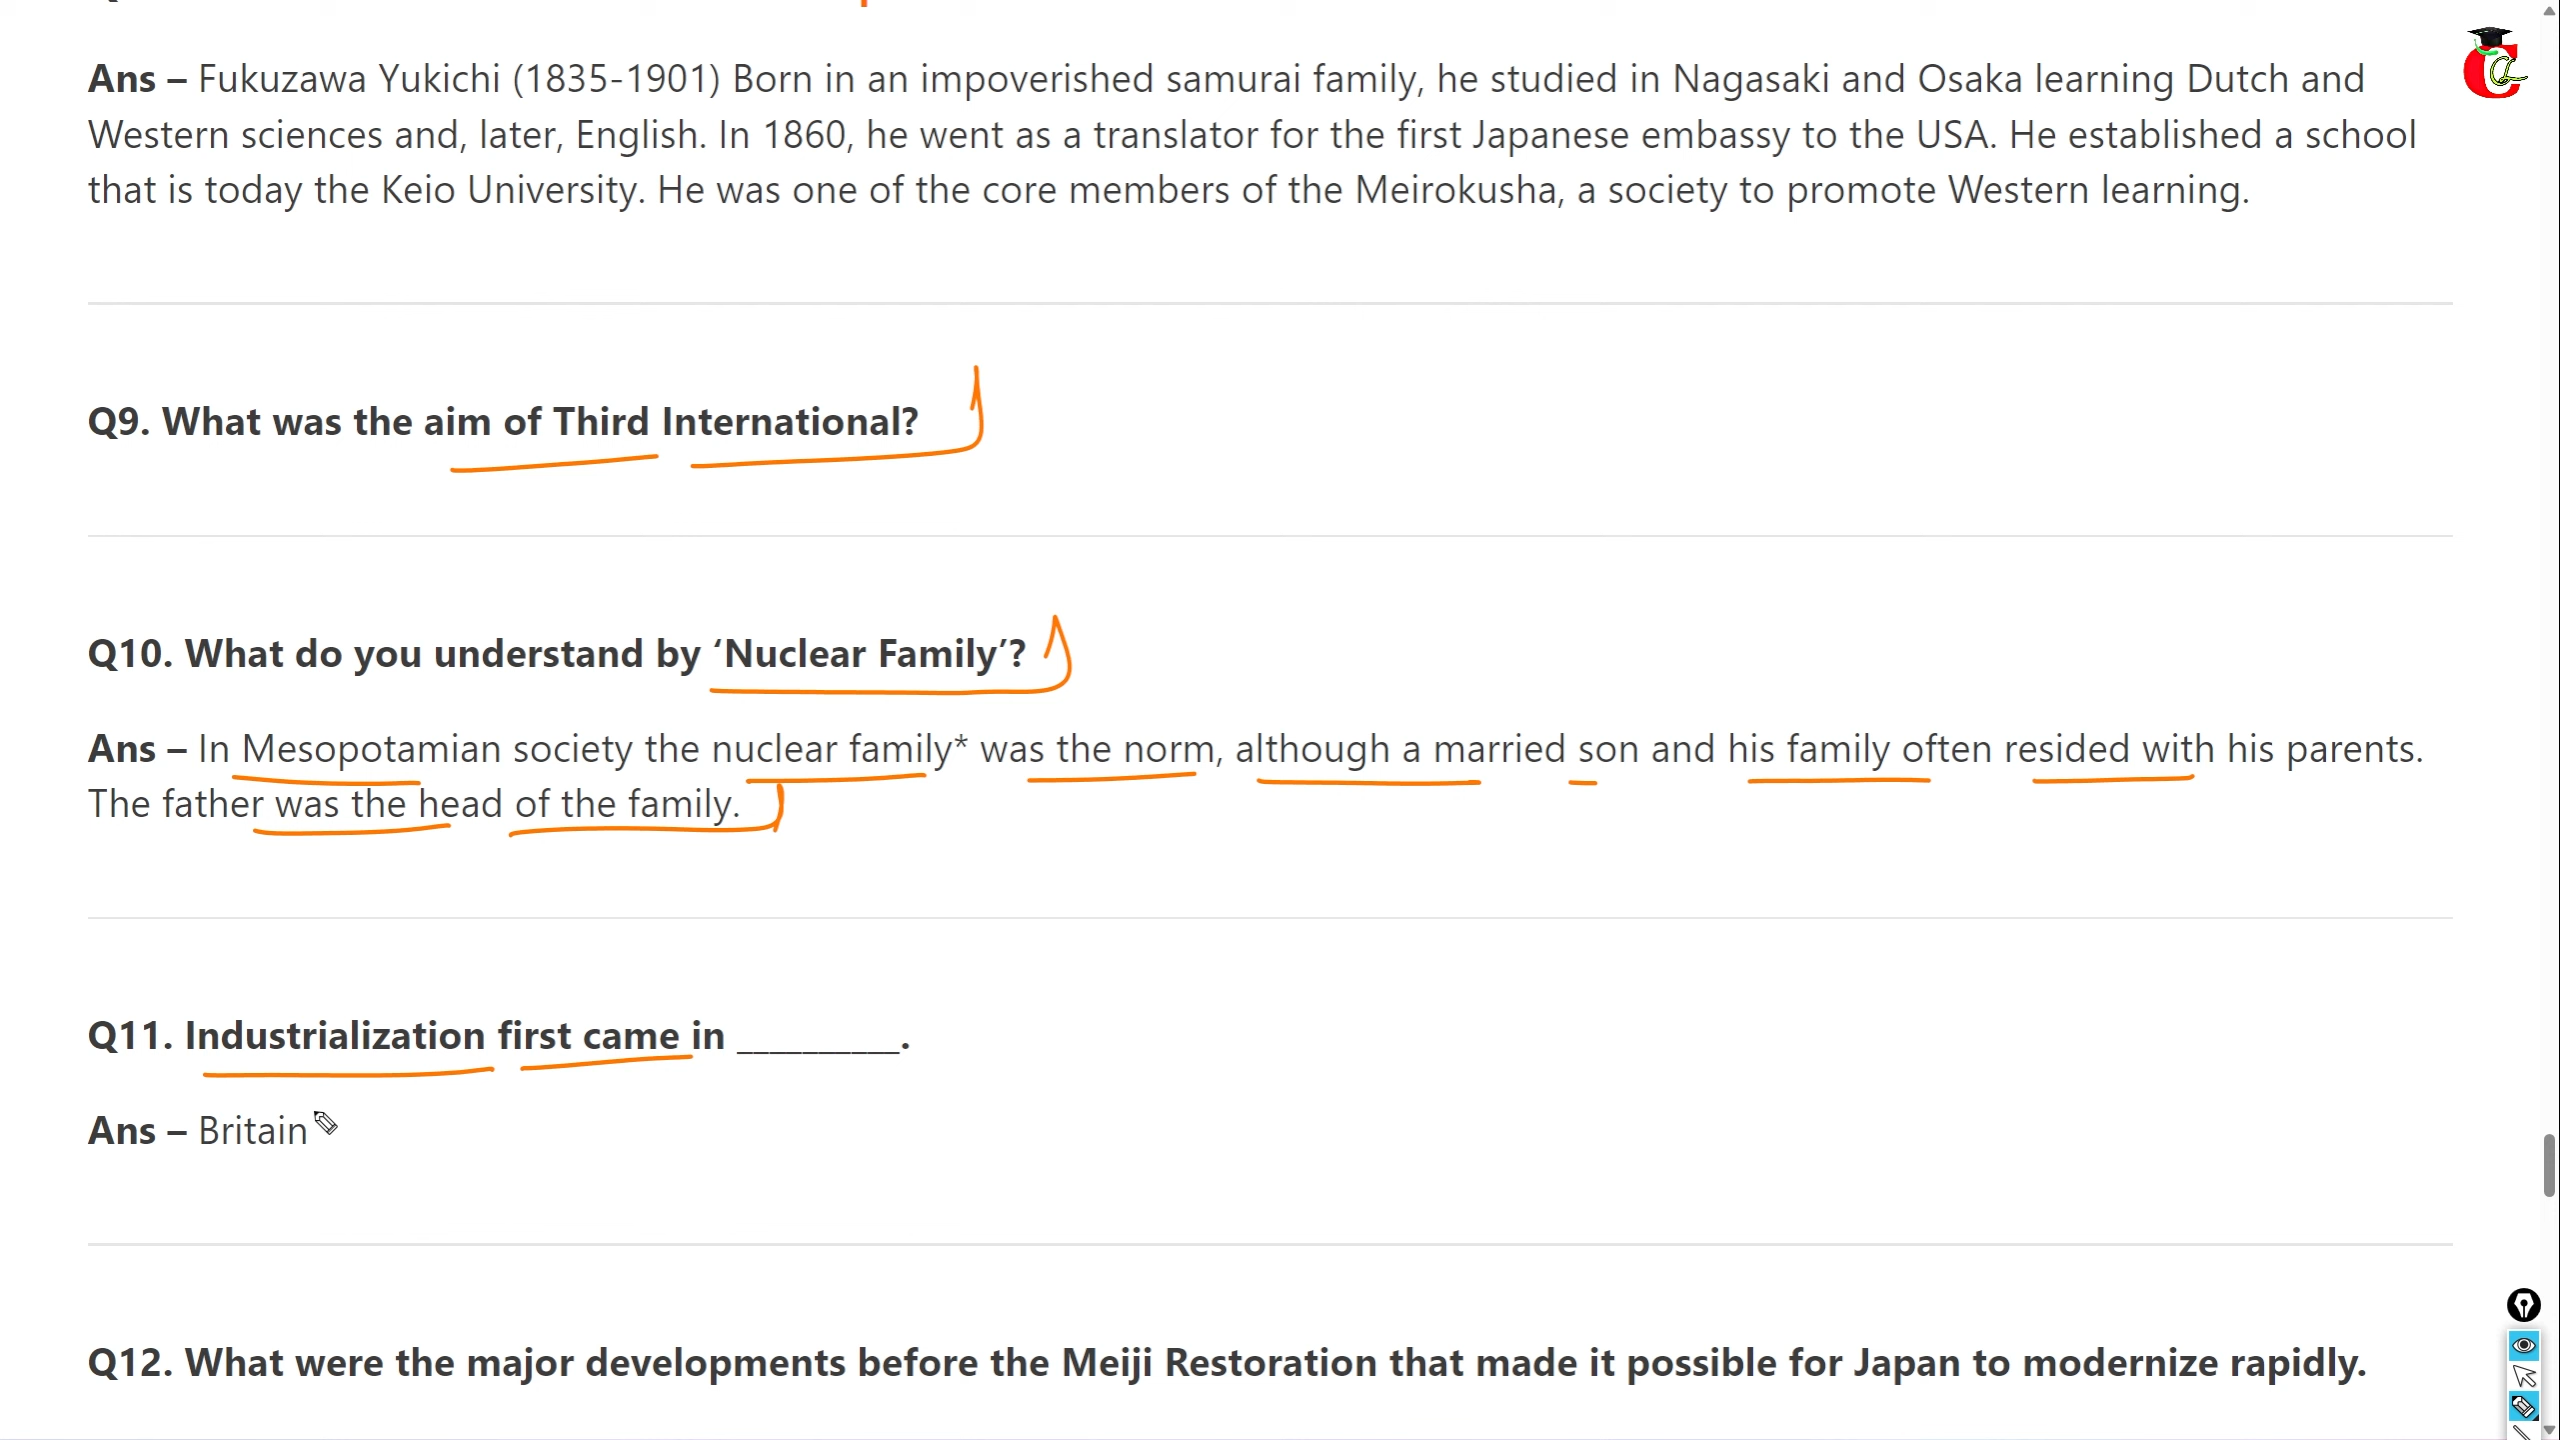 Ans – Fukuzawa Yukichi (1835-1901) Born in an impoverished samurai family, he studied in Nagasaki and Osaka learning Dutch and
Western sciences and, later, English. In 1860, he went as a translator for the first Japanese embassy to the USA. He established a school
that is today the Keio University. He was one of the core members of the Meirokusha, a society to promote Western learning.
Q9. What was the aim of Third International?
Q10. What do you understand by ‘Nuclear Family’?
Ans – In Mesopotamian society the nuclear family* was the norm, although a married son and his family often resided with his parents.
The father was the head of the family.
Q11. Industrialization first came in __________.
Ans – Britain
Q12. What were the major developments before the Meiji Restoration that made it possible for Japan to modernize rapidly.